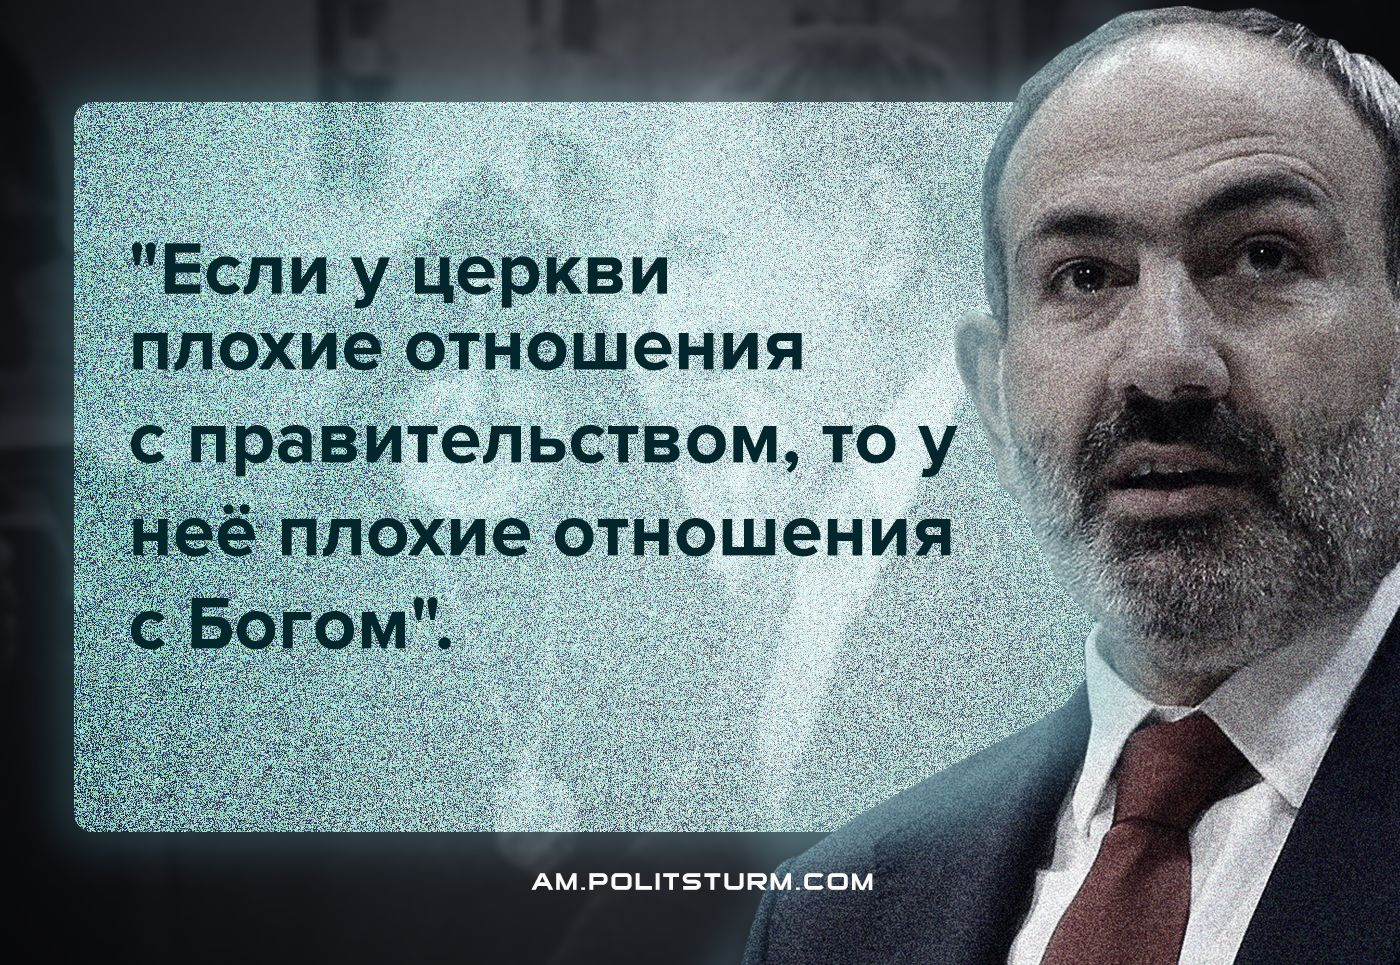 "Если у церкви
плохие отношения
с правительством, то у
неё плохие отношения
с Богом".
AM.POLITSTURM.COM